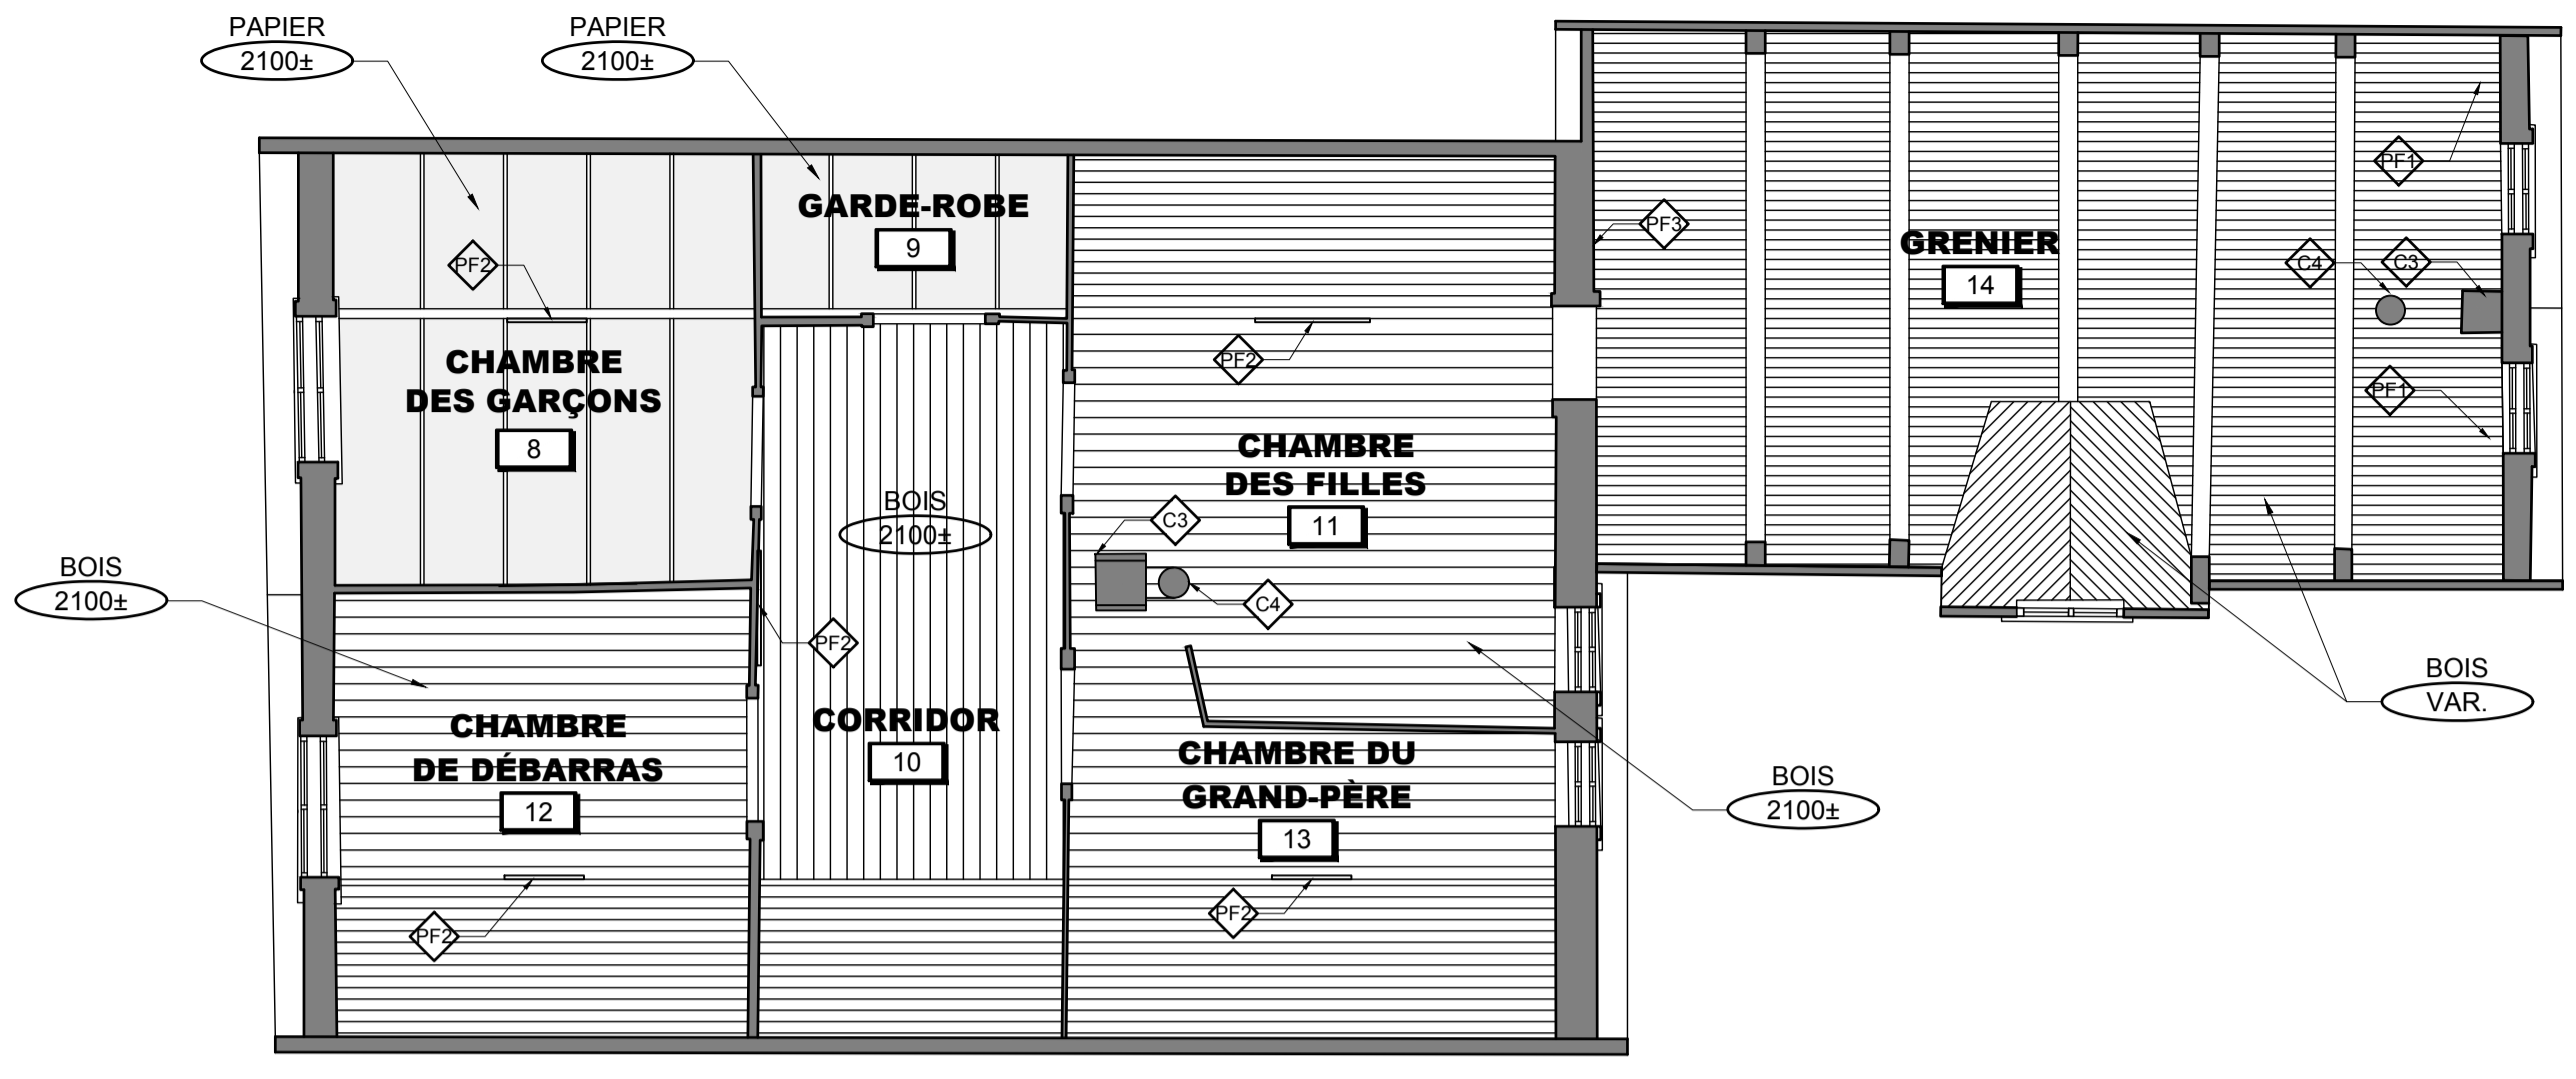 PAPIER
2100±
PAPIER
2100±
GARDE-ROBE
9
PF2
CHAMBRE
DES GARÇONS
8
PF3
GRENIER
14
PF1
C4
C3
PF1
PF2
CHAMBRE
DES FILLES
11
BOIS
2100±
C3
C4
BOIS
2100±
PF2
CORRIDOR
10
CHAMBRE
DE DÉBARRAS
12
PF2
CHAMBRE DU
GRAND-PÈRE
13
PF2
BOIS
VAR.
BOIS
2100±